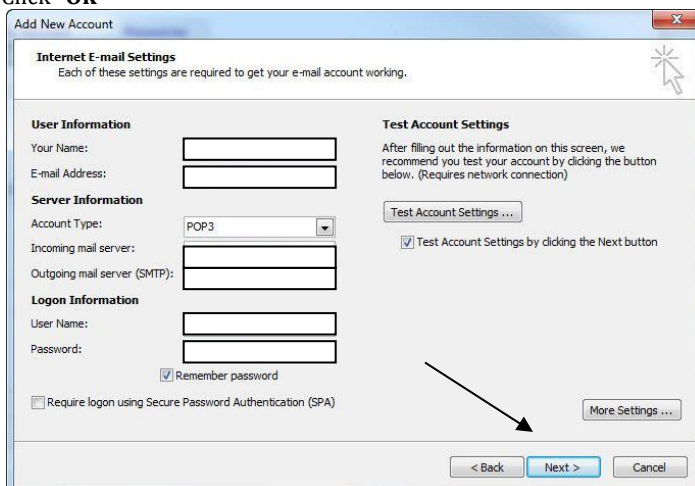 Click "OK"
Add New Account
Internet E-mail Settings
Each of these settings are required to get your e-mail account working.
User Information
Your Name:
E-mail Address:
Server Information
Account Type:
POP3
Incoming mail server:
Outgoing mail server (SMTP):
Logon Information
User Name:
Password:
Remember password
Require logon using Secure Password Authentication (SPA)
Test Account Settings
After filling out the information on this screen, we
recommend you test your account by clicking the button
below. (Requires network connection)
Test Account Settings ...
Test Account Settings by clicking the Next button
More Settings ...
< Back
Next >
Cancel